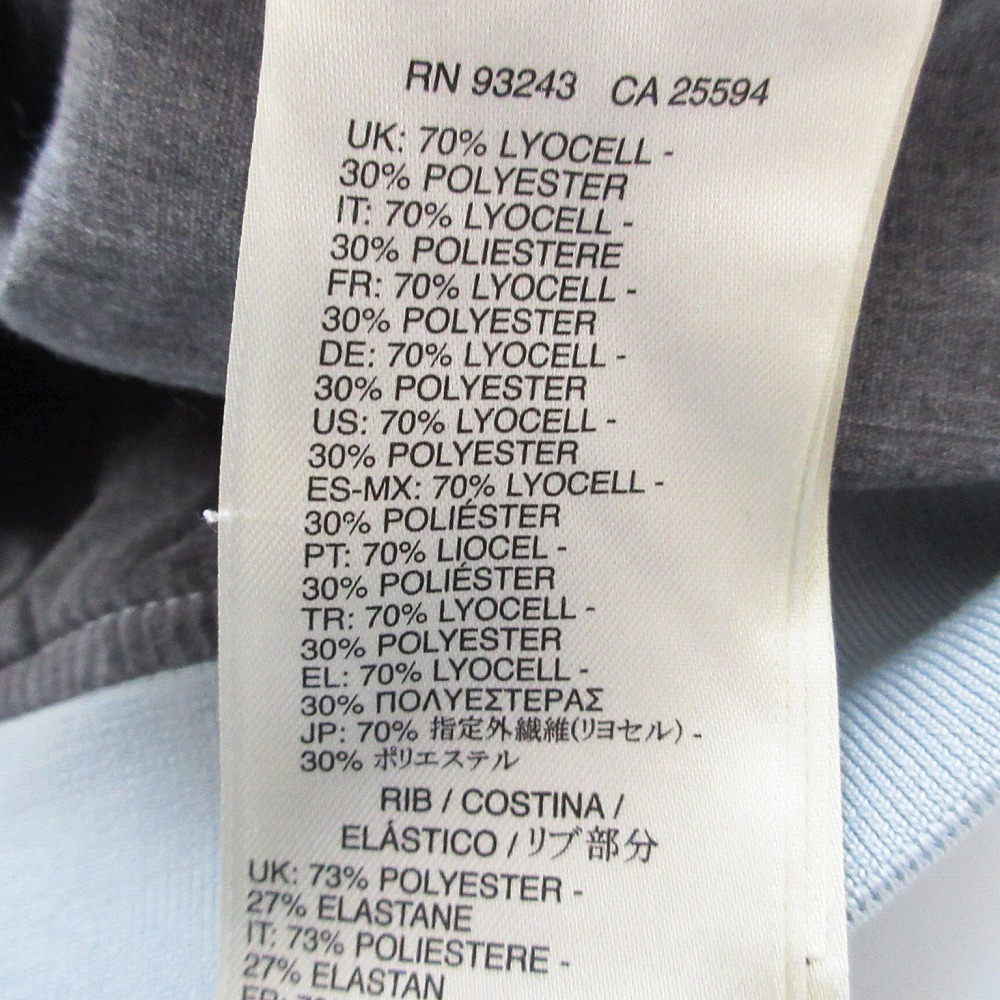 RN 93243 CA 25594
UK: 70% LYOCELL -
30% POLYESTER
IT: 70% LYOCELL -
30% POLIESTERE
FR: 70% LYOCELL -
30% POLYESTER
DE: 70% LYOCELL -
30% POLYESTER
US: 70% LYOCELL -
30% POLYESTER
ES-MX: 70% LYOCELL -
30% POLIÉSTER
PT: 70% LIOCEL -
30% POLIÉSTER
TR: 70% LYOCELL -
30% POLYESTER
EL: 70% LYOCELL -
30% ΠΟΛΥΕΣΤΕΡΑΣ
JP: 70% 指定外繊維(リヨセル) -
30% ポリエステル
RIB / COSTINA /
ELÁSTICO / リブ部分
UK: 73% POLYESTER -
27% ELASTANE
IT: 73% POLIESTERE -
27% ELASTAN